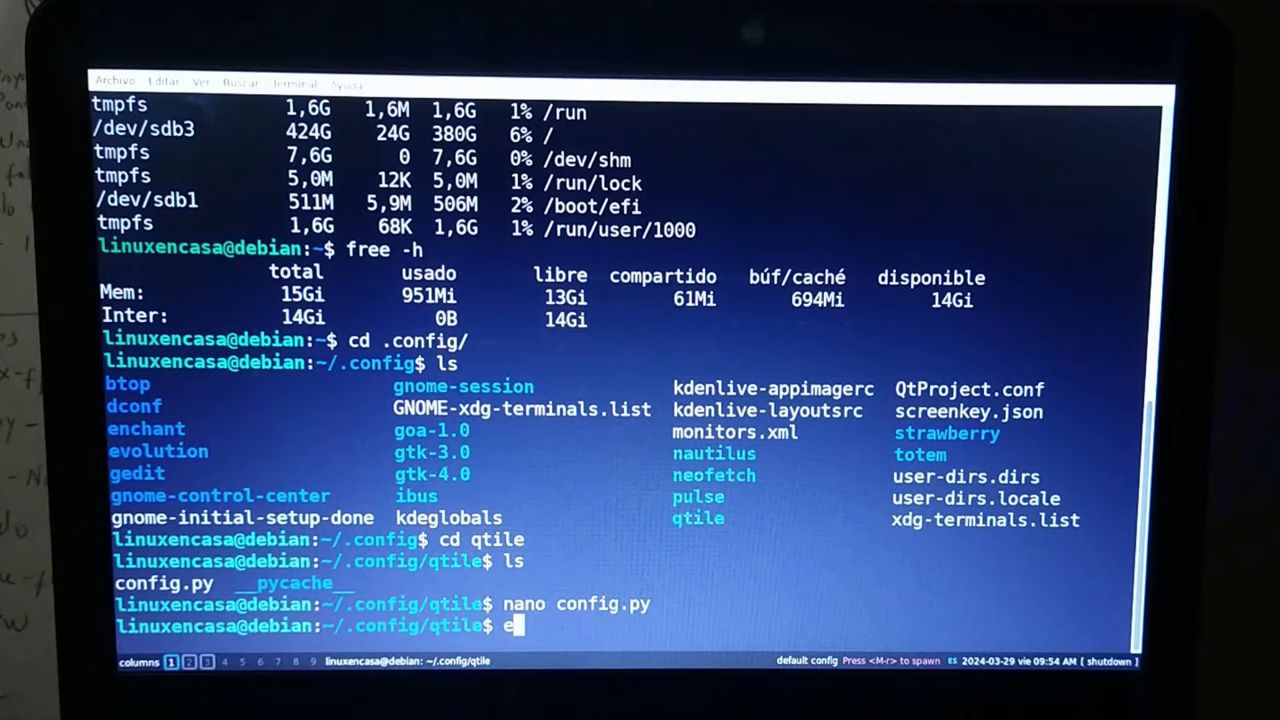 Archivo Editar Ver Buscar Terminal Ayuda
tmpfs 1,6G 1,6M 1,6G 1% /run
/dev/sdb3 424G 24G 380G 6% /
tmpfs 7,6G 0 7,6G 0% /dev/shm
tmpfs 5,0M 12K 5,0M 1% /run/lock
/dev/sdb1 511M 5,9M 506M 2% /boot/efi
tmpfs 1,6G 68K 1,6G 1% /run/user/1000
linuxencasa@debian:~$ free -h
total usado libre compartido búf/caché disponible
Mem: 15Gi 951Mi 13Gi 61Mi 694Mi 14Gi
Inter: 14Gi 0B 14Gi
linuxencasa@debian:~$ cd .config/
linuxencasa@debian:~/.config$ ls
btop gnome-session kdenlive-appimagerc QtProject.conf
dconf GNOME-xdg-terminals.list kdenlive-layoutsrc screenkey.json
enchant goa-1.0 monitors.xml strawberry
evolution gtk-3.0 nautilus totem
gedit gtk-4.0 neofetch user-dirs.dirs
gnome-control-center ibus pulse user-dirs.locale
gnome-initial-setup-done kdeglobals qtile xdg-terminals.list
linuxencasa@debian:~/.config$ cd qtile
linuxencasa@debian:~/.config/qtile$ ls
config.py __pycache__
linuxencasa@debian:~/.config/qtile$ nano config.py
linuxencasa@debian:~/.config/qtile$ e
columns 1 2 3 4 5 6 7 8 9 linuxencasa@debian: ~/.config/qtile default config Press <M-r> to spawn ES 2024-03-29 vie 09:54 AM [ shutdown ]